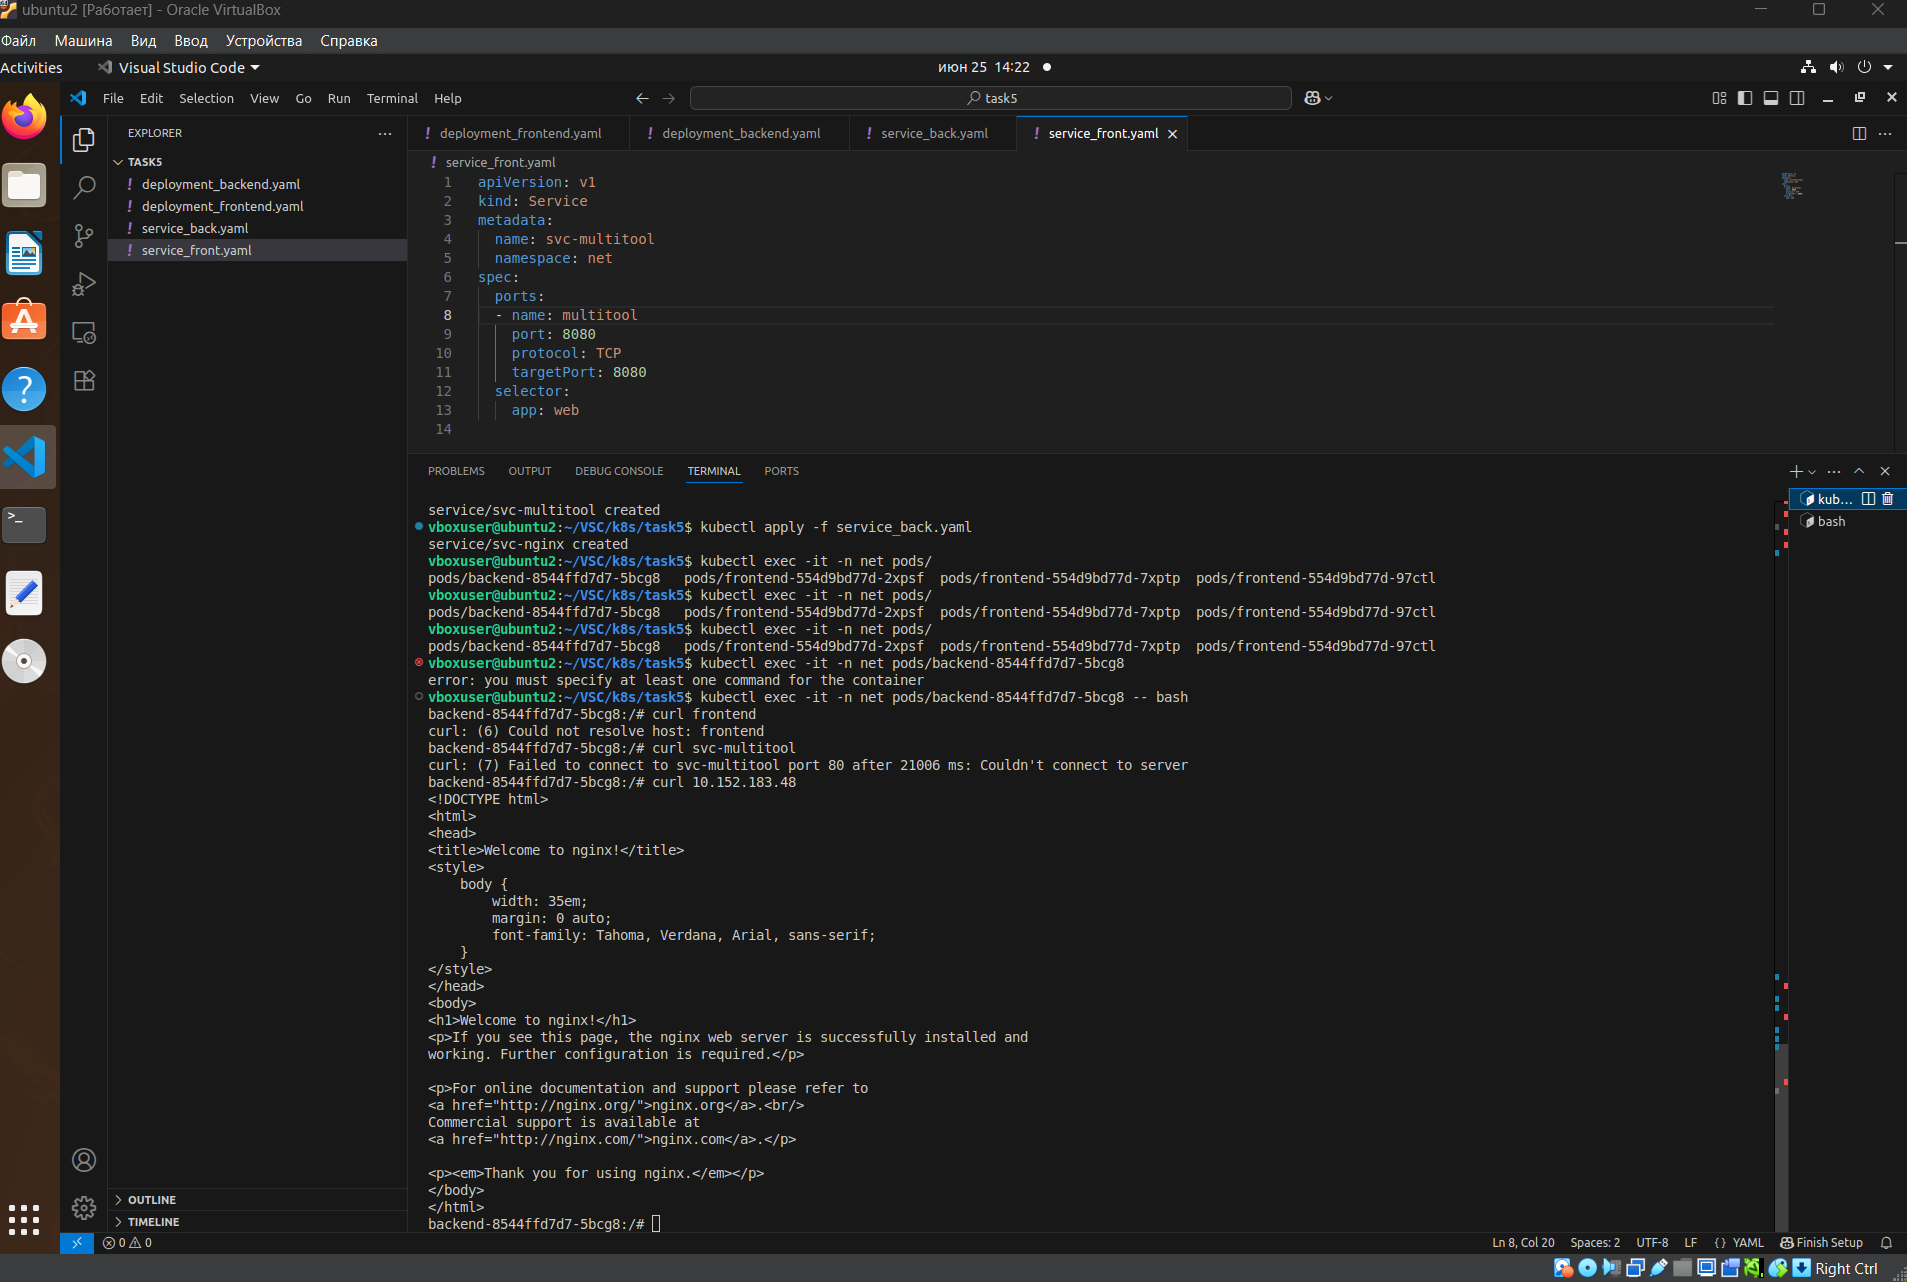 ubuntu2 [Работает] - Oracle VirtualBox
Файл Машина Вид Ввод Устройства Справка
Activities Visual Studio Code июн 25 14:22
File Edit Selection View Go Run Terminal Help task5
EXPLORER
TASK5
deployment_backend.yaml
deployment_frontend.yaml
service_back.yaml
service_front.yaml
OUTLINE
TIMELINE
deployment_frontend.yaml deployment_backend.yaml service_back.yaml service_front.yaml
service_front.yaml
1 apiVersion: v1
2 kind: Service
3 metadata:
4 name: svc-multitool
5 namespace: net
6 spec:
7 ports:
8 - name: multitool
9 port: 8080
10 protocol: TCP
11 targetPort: 8080
12 selector:
13 app: web
14
PROBLEMS OUTPUT DEBUG CONSOLE TERMINAL PORTS
kub...
bash
service/svc-multitool created
vboxuser@ubuntu2:~/VSC/k8s/task5$ kubectl apply -f service_back.yaml
service/svc-nginx created
vboxuser@ubuntu2:~/VSC/k8s/task5$ kubectl exec -it -n net pods/
pods/backend-8544ffd7d7-5bcg8 pods/frontend-554d9bd77d-2xpsf pods/frontend-554d9bd77d-7xptp pods/frontend-554d9bd77d-97ctl
vboxuser@ubuntu2:~/VSC/k8s/task5$ kubectl exec -it -n net pods/
pods/backend-8544ffd7d7-5bcg8 pods/frontend-554d9bd77d-2xpsf pods/frontend-554d9bd77d-7xptp pods/frontend-554d9bd77d-97ctl
vboxuser@ubuntu2:~/VSC/k8s/task5$ kubectl exec -it -n net pods/
pods/backend-8544ffd7d7-5bcg8 pods/frontend-554d9bd77d-2xpsf pods/frontend-554d9bd77d-7xptp pods/frontend-554d9bd77d-97ctl
vboxuser@ubuntu2:~/VSC/k8s/task5$ kubectl exec -it -n net pods/backend-8544ffd7d7-5bcg8
error: you must specify at least one command for the container
vboxuser@ubuntu2:~/VSC/k8s/task5$ kubectl exec -it -n net pods/backend-8544ffd7d7-5bcg8 -- bash
backend-8544ffd7d7-5bcg8:/# curl frontend
curl: (6) Could not resolve host: frontend
backend-8544ffd7d7-5bcg8:/# curl svc-multitool
curl: (7) Failed to connect to svc-multitool port 80 after 21006 ms: Couldn't connect to server
backend-8544ffd7d7-5bcg8:/# curl 10.152.183.48
<!DOCTYPE html>
<html>
<head>
<title>Welcome to nginx!</title>
<style>
body {
width: 35em;
margin: 0 auto;
font-family: Tahoma, Verdana, Arial, sans-serif;
}
</style>
</head>
<body>
<h1>Welcome to nginx!</h1>
<p>If you see this page, the nginx web server is successfully installed and
working. Further configuration is required.</p>
<p>For online documentation and support please refer to
<a href="http://nginx.org/">nginx.org</a>.<br/>
Commercial support is available at
<a href="http://nginx.com/">nginx.com</a>.</p>
<p><em>Thank you for using nginx.</em></p>
</body>
</html>
backend-8544ffd7d7-5bcg8:/#
0 0 Ln 8, Col 20 Spaces: 2 UTF-8 LF {} YAML Finish Setup
Right Ctrl